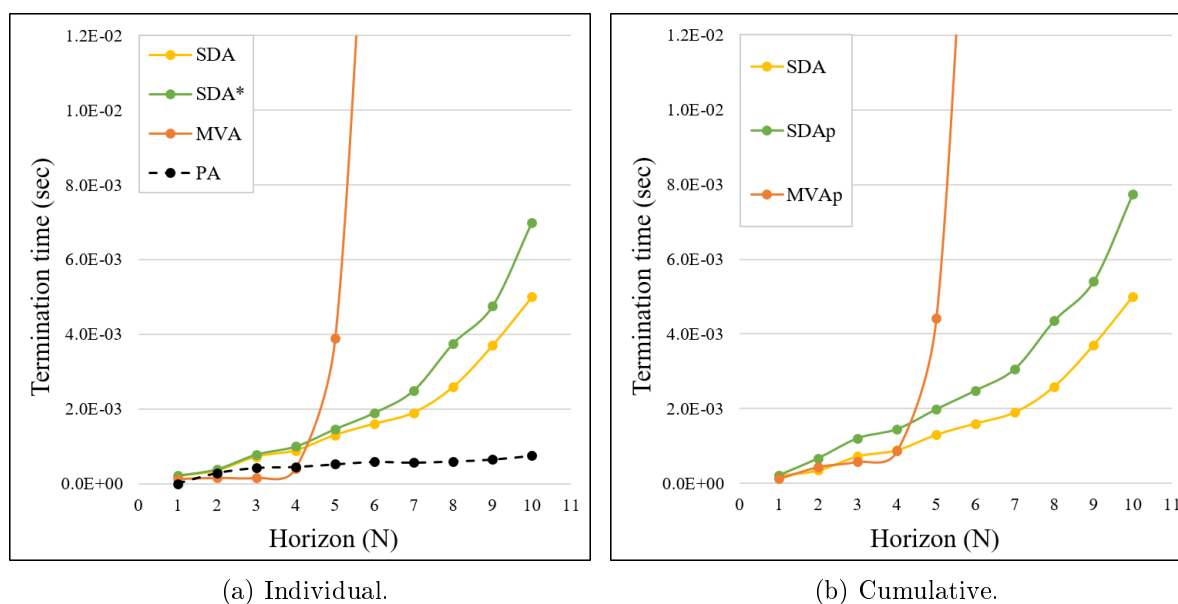 1.2E-02
1.0E-02
8.0E-03
6.0E-03
4.0E-03
2.0E-03
0.0E+00
Termination time (sec)
SDA
SDA*
MVA
PA
0 1 2 3 4 5 6 7 8 9 10 11
Horizon (N)
(a) Individual.
1.2E-02
1.0E-02
8.0E-03
6.0E-03
4.0E-03
2.0E-03
0.0E+00
Termination time (sec)
SDA
SDAp
MVAp
0 1 2 3 4 5 6 7 8 9 10 11
Horizon (N)
(b) Cumulative.